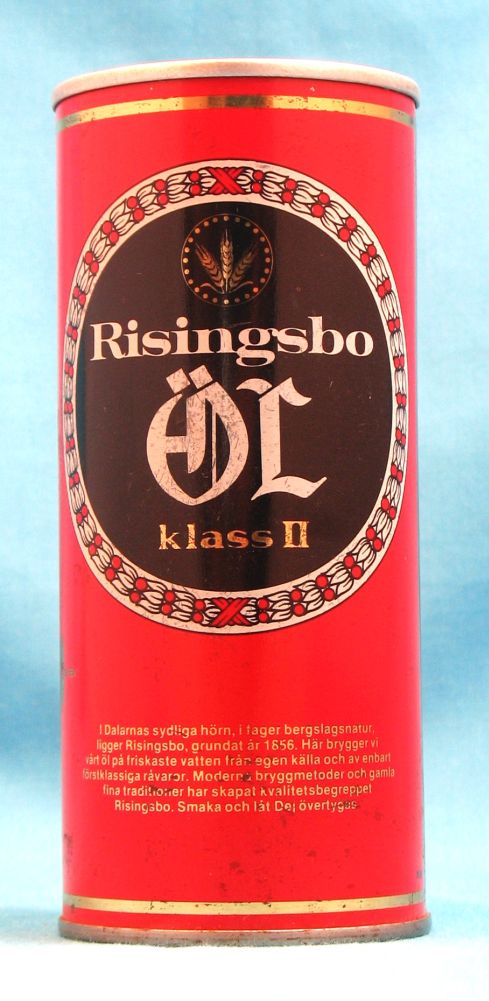 Risingsbo
ÖL
klass II
I Dalarnas sydliga hörn, i fager bergslagsnatur,
ligger Risingsbo, grundat år 1656. Här brygger vi
vårt öl på friskaste vatten från egen källa och av enbart
förstklassiga råvaror. Moderna bryggmetoder och gamla
fina traditioner har skapat kvalitetsbegreppet
Risingsbo. Smaka och låt Dej övertygas.